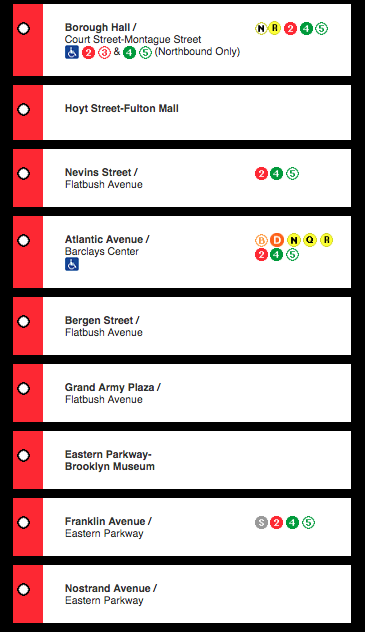 Borough Hall / N R 2 4 5
Court Street-Montague Street
2 3 & 4 5 (Northbound Only)
Hoyt Street-Fulton Mall
Nevins Street / 2 4 5
Flatbush Avenue
Atlantic Avenue / B D N Q R
Barclays Center 2 4 5
Bergen Street /
Flatbush Avenue
Grand Army Plaza /
Flatbush Avenue
Eastern Parkway-
Brooklyn Museum
Franklin Avenue / S 2 4 5
Eastern Parkway
Nostrand Avenue /
Eastern Parkway